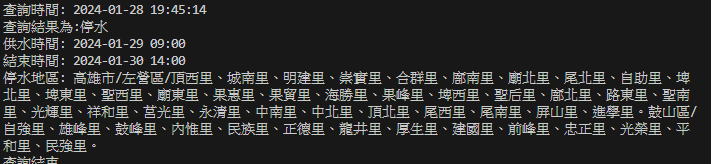 查詢時間: 2024-01-28 19:45:14
查詢結果為:停水
供水時間: 2024-01-29 09:00
結束時間: 2024-01-30 14:00
停水地區: 高雄市/左營區/頂西里、城南里、明建里、崇實里、合群里、廍南里、廟北里、尾北里、自助里、埤
北里、埤東里、聖西里、廟東里、果惠里、果貿里、海勝里、果峰里、埤西里、聖后里、廍北里、路東里、聖南
里、光輝里、祥和里、莒光里、永清里、中南里、中北里、頂北里、尾西里、尾南里、屏山里、進學里。鼓山區/
自強里、雄峰里、鼓峰里、內惟里、民族里、正德里、龍井里、厚生里、建國里、前峰里、忠正里、光榮里、平
和里、民強里。
查詢結束